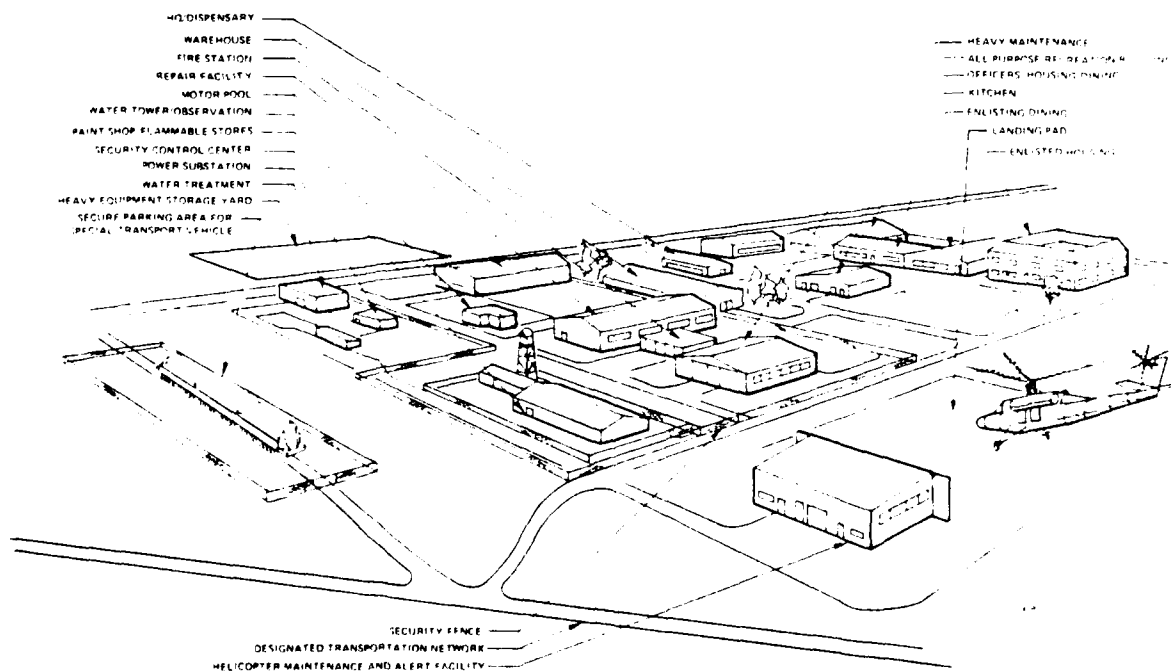 HQ/DISPENSARY
WAREHOUSE
FIRE STATION
REPAIR FACILITY
MOTOR POOL
WATER TOWER/OBSERVATION
PAINT SHOP FLAMMABLE STORES
SECURITY CONTROL CENTER
POWER SUBSTATION
WATER TREATMENT
HEAVY EQUIPMENT STORAGE YARD
SECURE PARKING AREA FOR
SPECIAL TRANSPORT VEHICLE
HEAVY MAINTENANCE
ALL PURPOSE RECREATION
OFFICERS HOUSING DINING
KITCHEN
ENLISTING DINING
LANDING PAD
ENLISTED HOUSING
SECURITY FENCE
DESIGNATED TRANSPORTATION NETWORK
HELICOPTER MAINTENANCE AND ALERT FACILITY